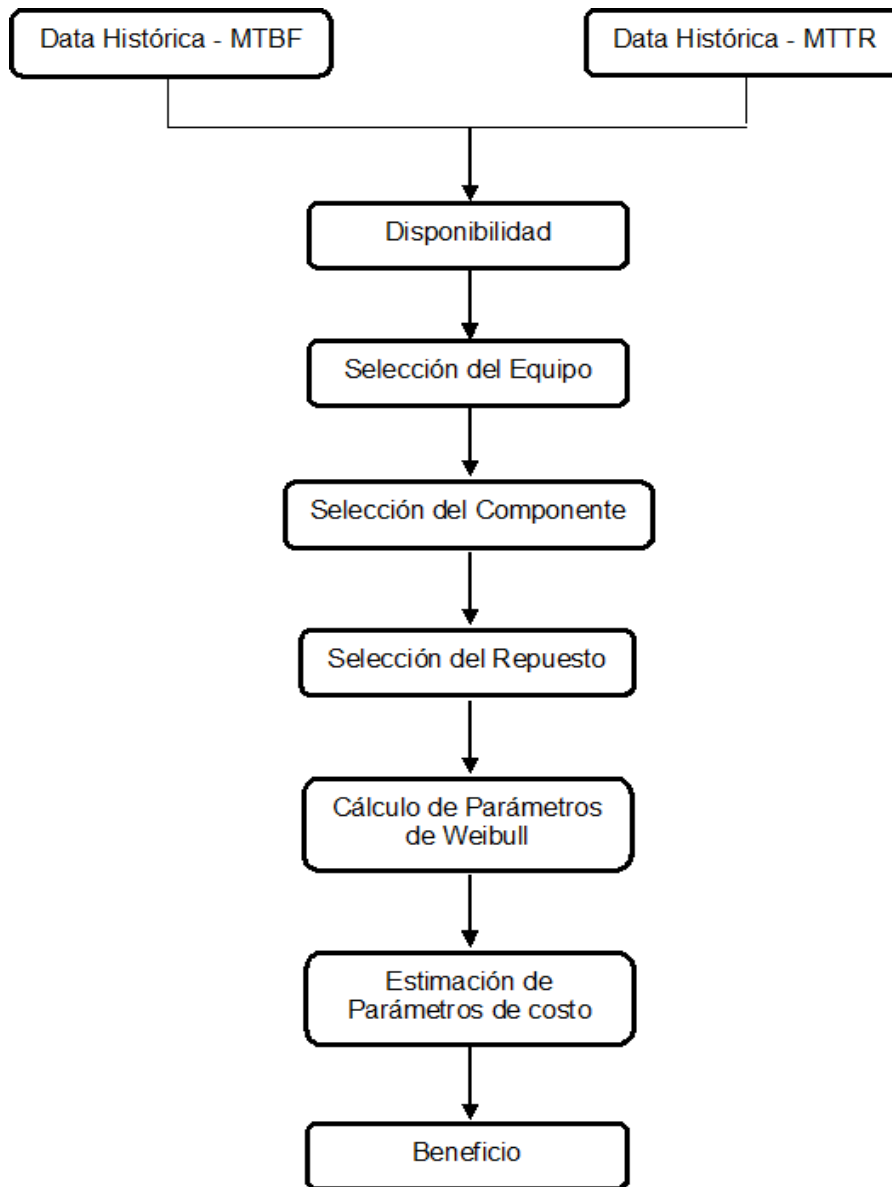 Data Histórica - MTBF
Data Histórica - MTTR
Disponibilidad
Selección del Equipo
Selección del Componente
Selección del Repuesto
Cálculo de Parámetros
de Weibull
Estimación de
Parámetros de costo
Beneficio